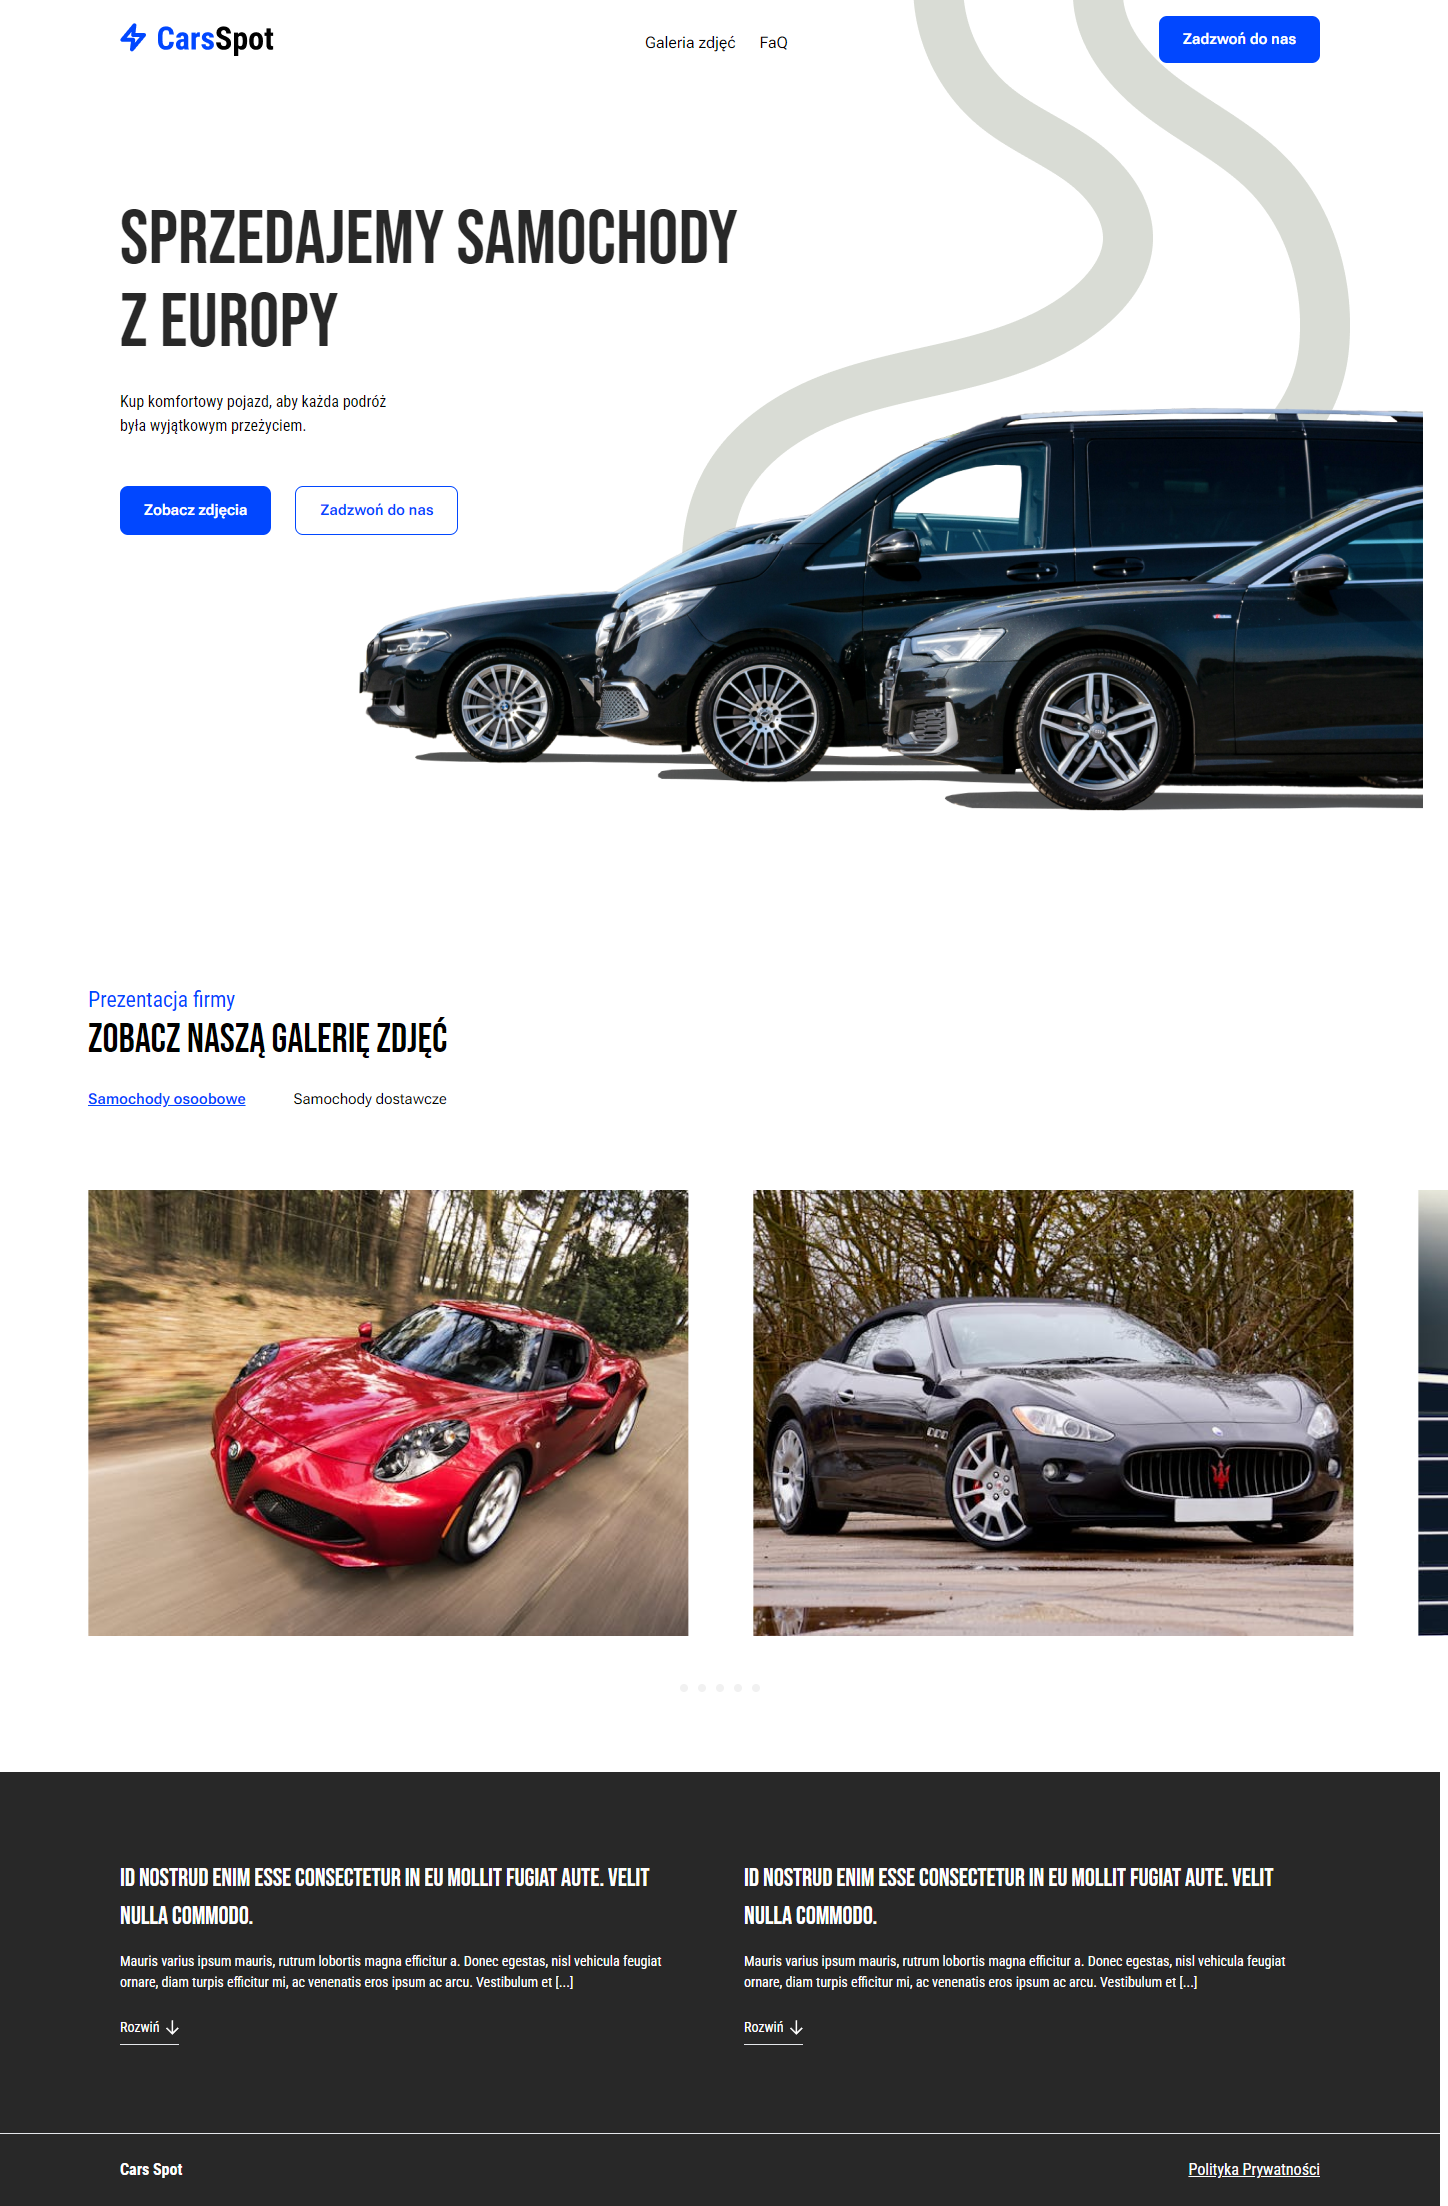 CarsSpot
Galeria zdjęć FaQ
Zadzwoń do nas
SPRZEDAJEMY SAMOCHODY
Z EUROPY
Kup komfortowy pojazd, aby każda podróż
była wyjątkowym przeżyciem.
Zobacz zdjęcia Zadzwoń do nas
Prezentacja firmy
ZOBACZ NASZĄ GALERIĘ ZDJĘĆ
Samochody osoobowe Samochody dostawcze
ID NOSTRUD ENIM ESSE CONSECTETUR IN EU MOLLIT FUGIAT AUTE. VELIT
NULLA COMMODO.
Mauris varius ipsum mauris, rutrum lobortis magna efficitur a. Donec egestas, nisl vehicula feugiat
ornare, diam turpis efficitur mi, ac venenatis eros ipsum ac arcu. Vestibulum et [...]
Rozwiń
ID NOSTRUD ENIM ESSE CONSECTETUR IN EU MOLLIT FUGIAT AUTE. VELIT
NULLA COMMODO.
Mauris varius ipsum mauris, rutrum lobortis magna efficitur a. Donec egestas, nisl vehicula feugiat
ornare, diam turpis efficitur mi, ac venenatis eros ipsum ac arcu. Vestibulum et [...]
Rozwiń
Cars Spot
Polityka Prywatności